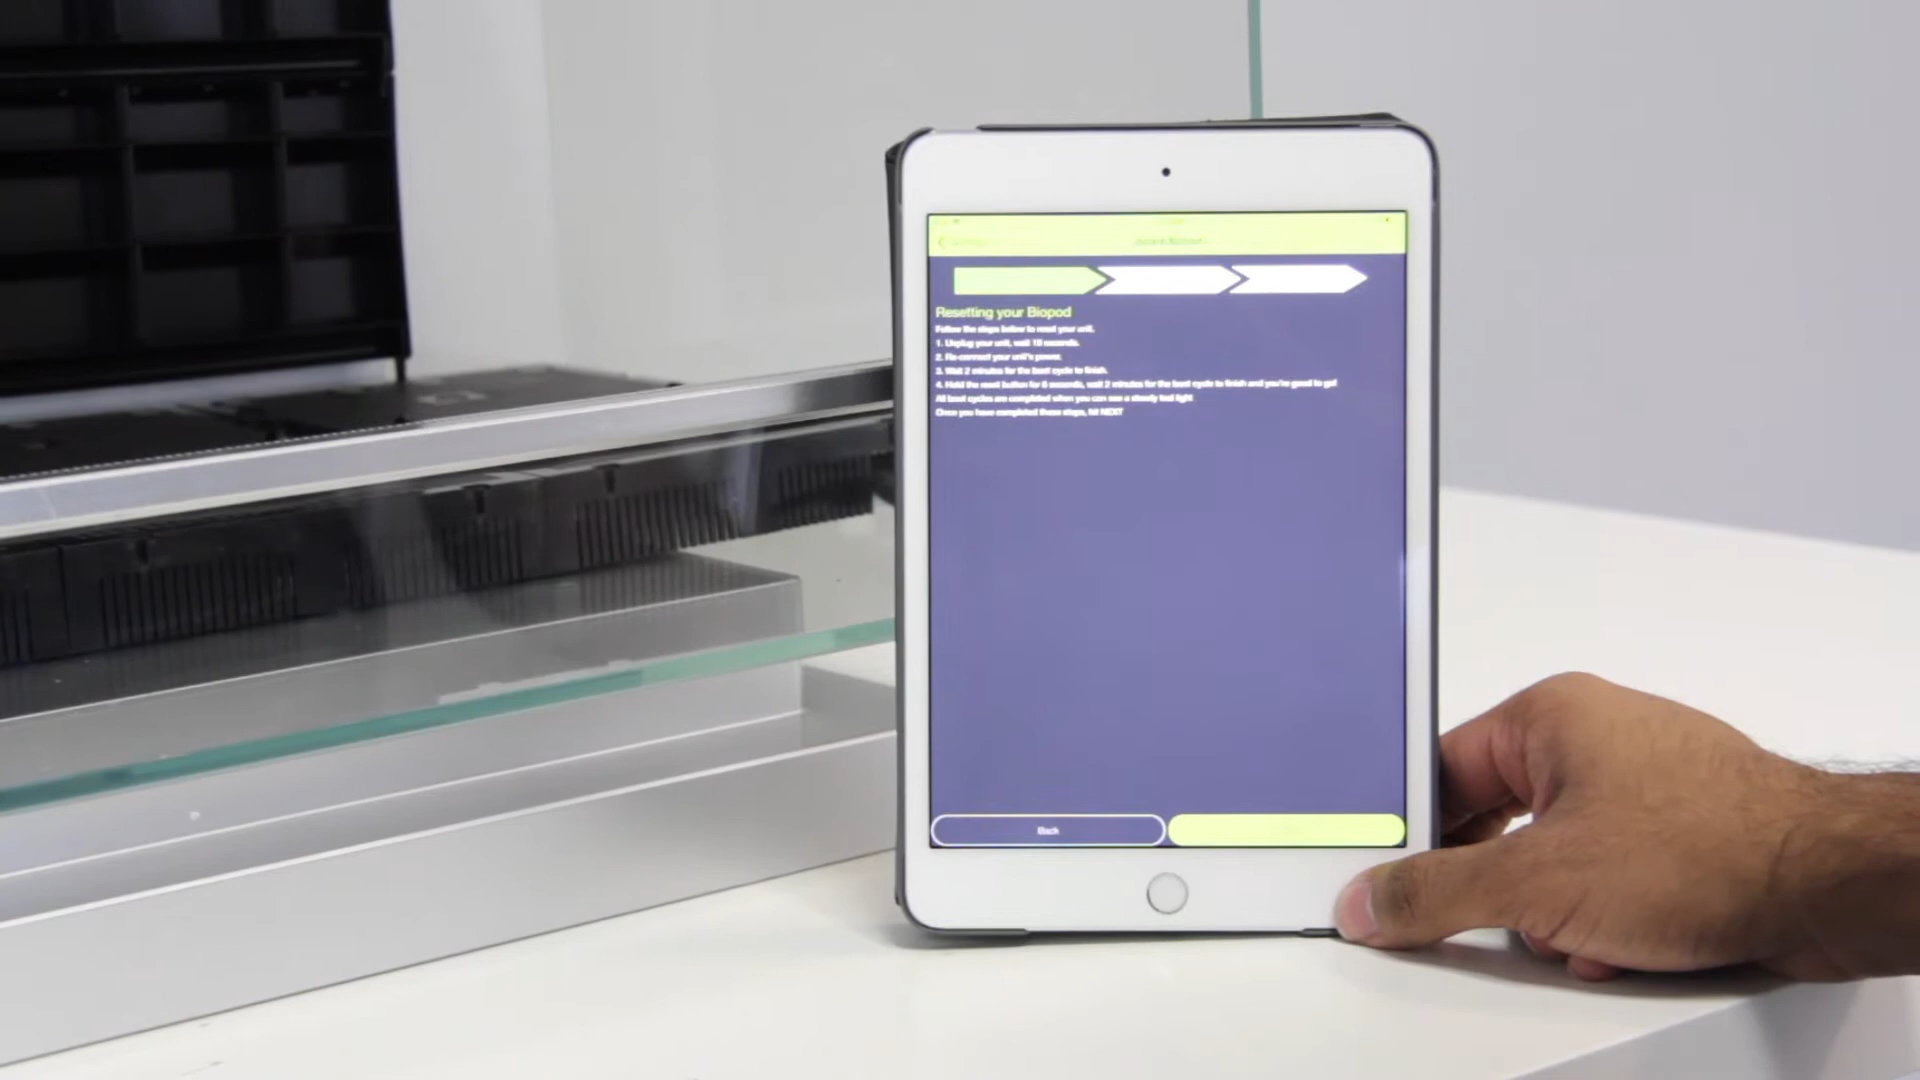 Resetting your Biopod
Follow the steps below to reset your unit.
1. Unplug your unit, wait 10 seconds.
2. Re-connect your unit's power.
3. Wait 2 minutes for the boot cycle to finish.
4. Hold the reset button for 6 seconds, wait 2 minutes for the boot cycle to finish and you're good to go!
All boot cycles are completed when you can see a steady teal light
Once you have completed these steps, hit NEXT
Back